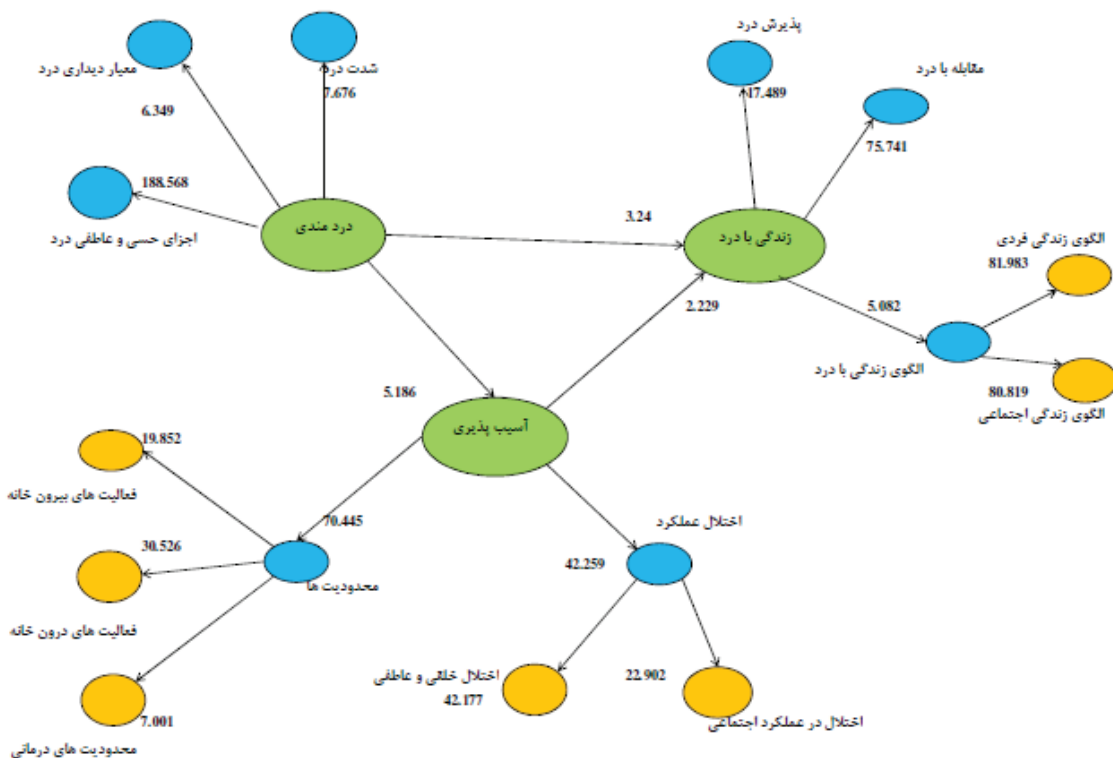 پذیرش درد
17.489
مقابله با درد
75.741
شدت درد
7.676
معیار دیداری درد
6.349
188.568
اجزای حسی و عاطفی درد
درد مندی
3.24
زندگی با درد
الگوی زندگی فردی
81.983
5.082
2.229
الگوی زندگی با درد
80.819
الگوی زندگی اجتماعی
5.186
آسیب پذیری
19.852
فعالیت های بیرون خانه
70.445
اختلال عملکرد
30.526
42.259
محدودیت ها
فعالیت های درون خانه
اختلال خلقی و عاطفی
42.177
22.902
اختلال در عملکرد اجتماعی
7.001
محدودیت های درمانی